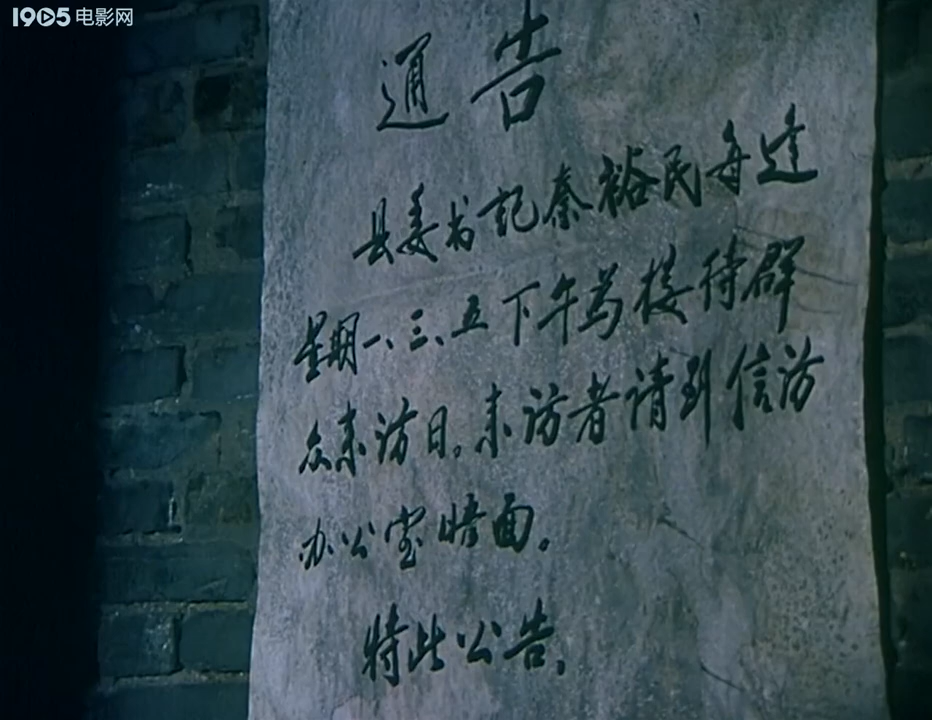 1905电影网
通告
县委书记秦裕民每逢
星期一、三、五下午为接待群
众来访日。来访者请到信访
办公室晤面。
特此公告、